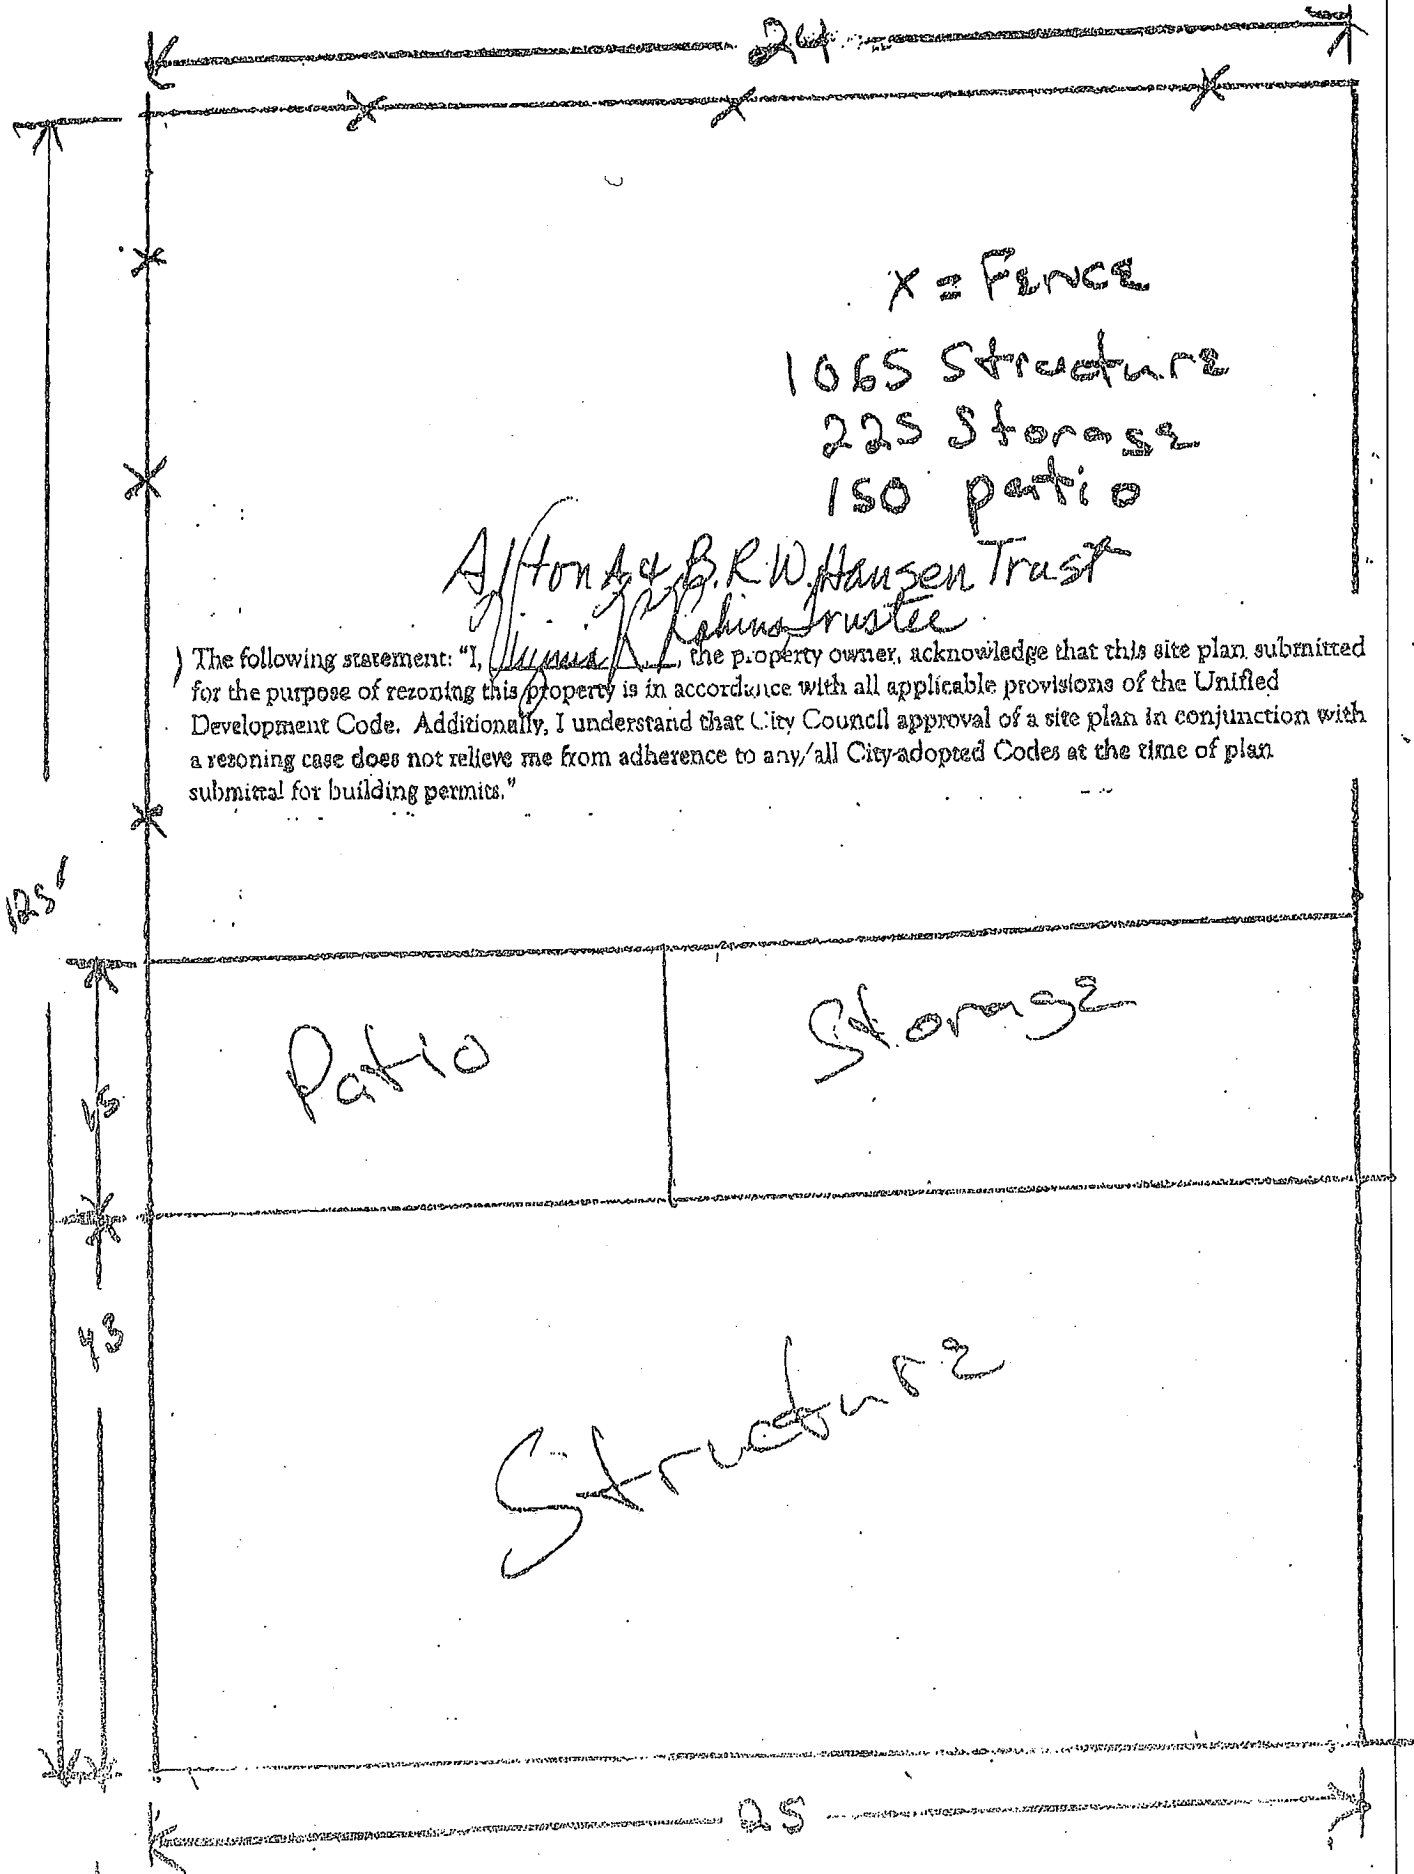 24
x = Fence
1065 Structure
225 Storage
150 patio
Afton A & B.R.W. Hansen Trust
Trustee
) The following statement: “I, , the property owner, acknowledge that this site plan submitted
for the purpose of rezoning this property is in accordance with all applicable provisions of the Unified
Development Code. Additionally, I understand that City Council approval of a site plan in conjunction with
a rezoning case does not relieve me from adherence to any/all City-adopted Codes at the time of plan
submittal for building permits.”
125'
Patio
Storage
15
43
Structure
25